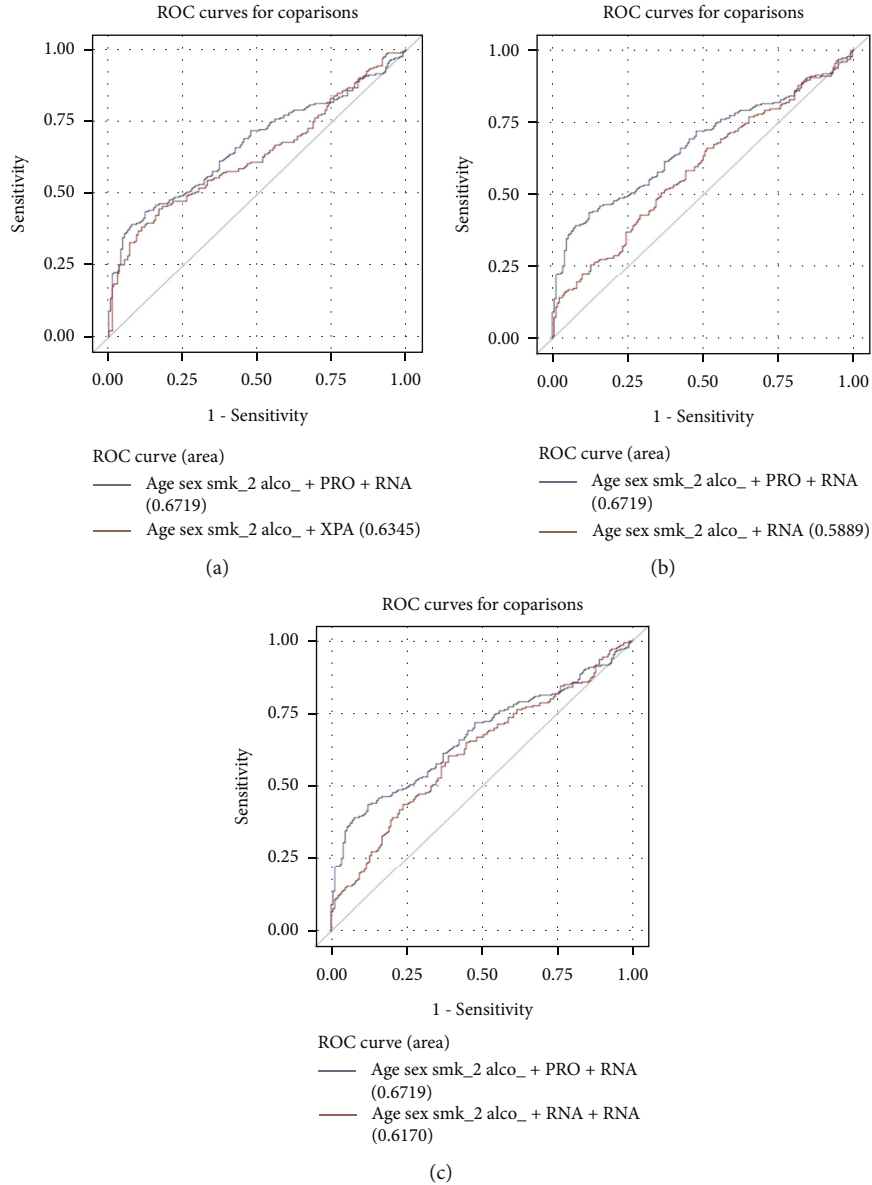 ROC curves for coparisons
1.00
0.75
0.50
0.25
0.00
Sensitivity
0.00 0.25 0.50 0.75 1.00
1 - Sensitivity
ROC curve (area)
Age sex smk_2 alco_ + PRO + RNA
(0.6719)
Age sex smk_2 alco_ + XPA (0.6345)
(a)
ROC curves for coparisons
1.00
0.75
0.50
0.25
0.00
Sensitivity
0.00 0.25 0.50 0.75 1.00
1 - Sensitivity
ROC curve (area)
Age sex smk_2 alco_ + PRO + RNA
(0.6719)
Age sex smk_2 alco_ + RNA (0.5889)
(b)
ROC curves for coparisons
1.00
0.75
0.50
0.25
0.00
Sensitivity
0.00 0.25 0.50 0.75 1.00
1 - Sensitivity
ROC curve (area)
Age sex smk_2 alco_ + PRO + RNA
(0.6719)
Age sex smk_2 alco_ + RNA + RNA
(0.6170)
(c)